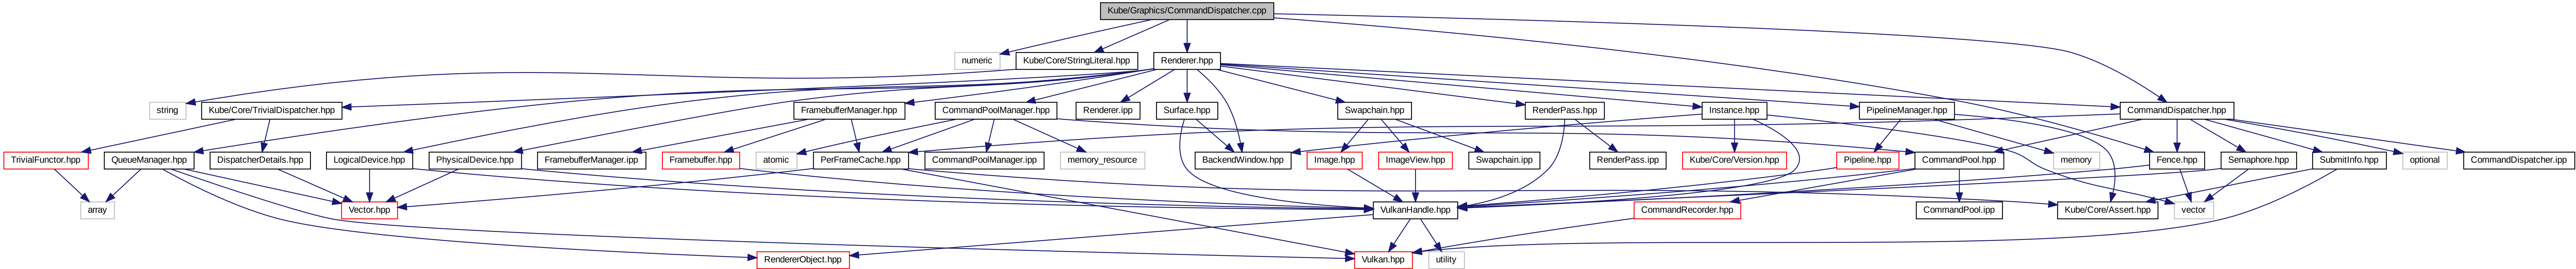 Kube/Graphics/CommandDispatcher.cpp
numeric
Kube/Core/StringLiteral.hpp
Renderer.hpp
string
Kube/Core/TrivialDispatcher.hpp
FramebufferManager.hpp
CommandPoolManager.hpp
Renderer.ipp
Surface.hpp
Swapchain.hpp
RenderPass.hpp
Instance.hpp
PipelineManager.hpp
CommandDispatcher.hpp
TrivialFunctor.hpp
QueueManager.hpp
DispatcherDetails.hpp
LogicalDevice.hpp
PhysicalDevice.hpp
FramebufferManager.ipp
Framebuffer.hpp
atomic
PerFrameCache.hpp
CommandPoolManager.ipp
memory_resource
BackendWindow.hpp
Image.hpp
ImageView.hpp
Swapchain.ipp
RenderPass.ipp
Kube/Core/Version.hpp
Pipeline.hpp
CommandPool.hpp
memory
Fence.hpp
Semaphore.hpp
SubmitInfo.hpp
optional
CommandDispatcher.ipp
array
Vector.hpp
VulkanHandle.hpp
CommandRecorder.hpp
CommandPool.ipp
Kube/Core/Assert.hpp
vector
RendererObject.hpp
Vulkan.hpp
utility